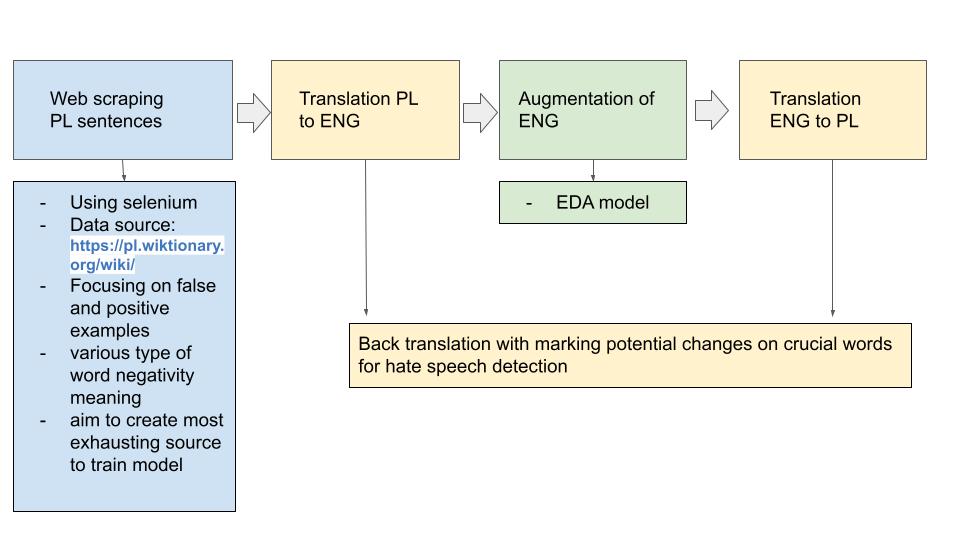 Web scraping
PL sentences
Translation PL
to ENG
Augmentation of
ENG
Translation
ENG to PL
- Using selenium
- Data source:
https://pl.wiktionary.
org/wiki/
- Focusing on false
and positive
examples
- various type of
word negativity
meaning
- aim to create most
exhausting source
to train model
- EDA model
Back translation with marking potential changes on crucial words
for hate speech detection